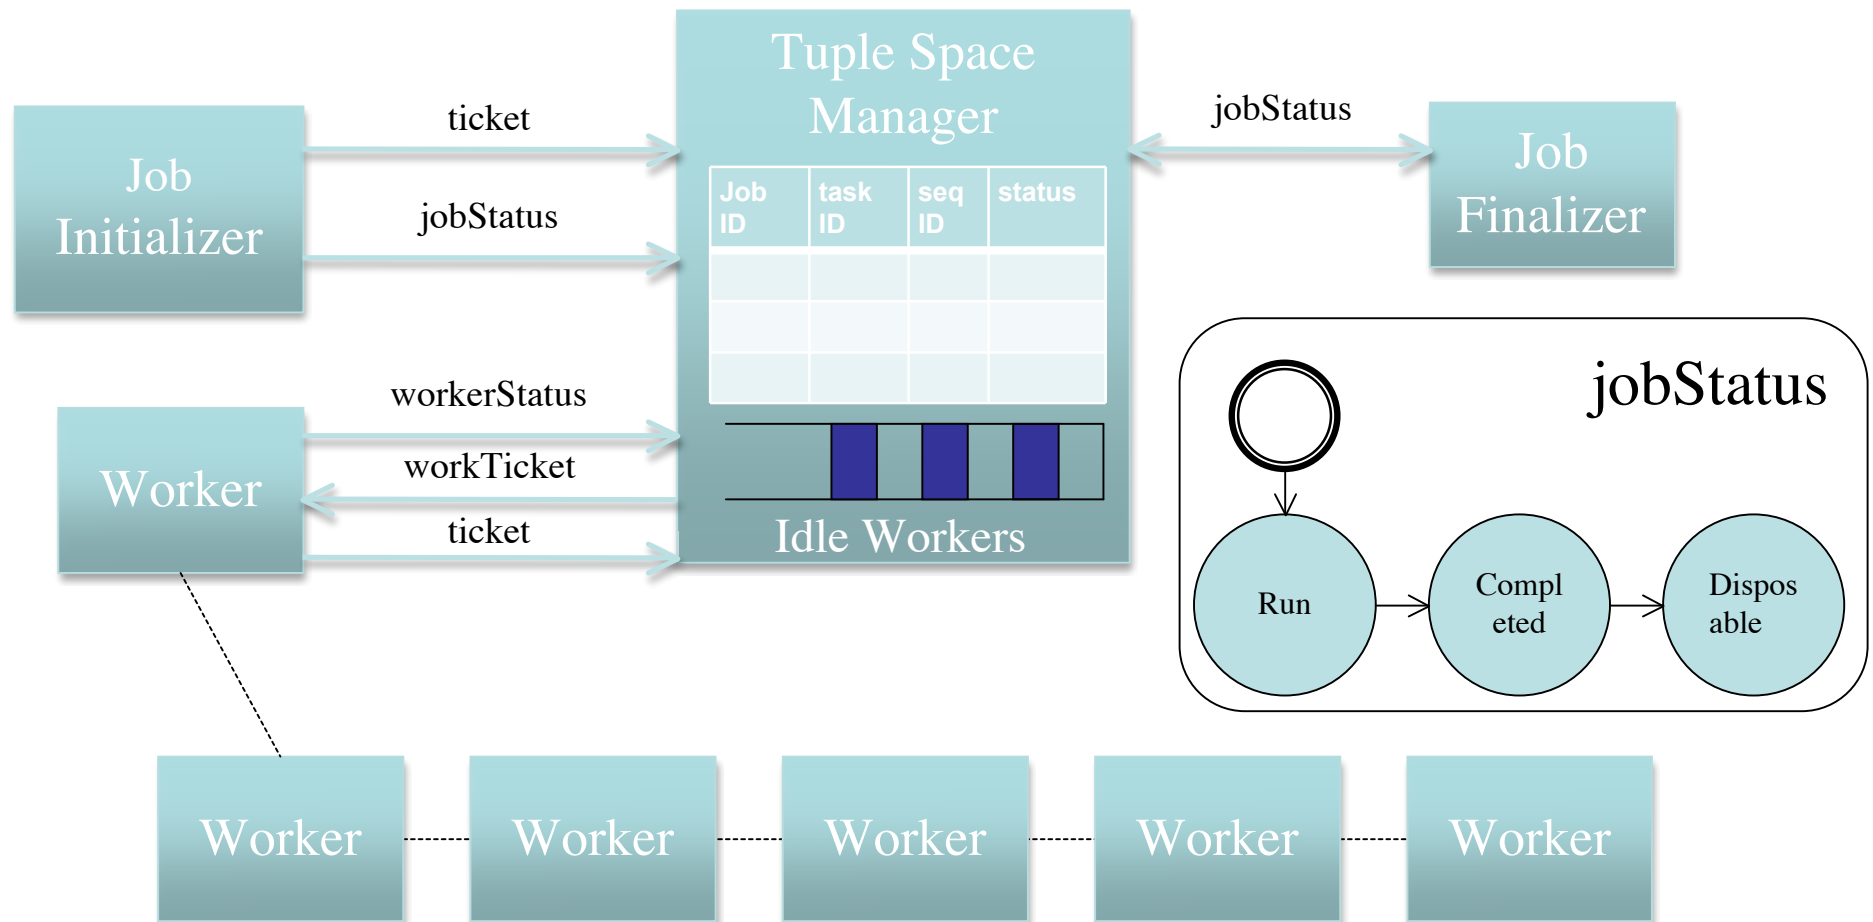 Tuple Space
Manager
ticket
jobStatus
Job
Initializer
jobStatus
Job
Finalizer
Job
ID
task
ID
seq
ID
status
workerStatus
workTicket
ticket
Worker
Idle Workers
jobStatus
Run
Compl
eted
Dispos
able
Worker
Worker
Worker
Worker
Worker